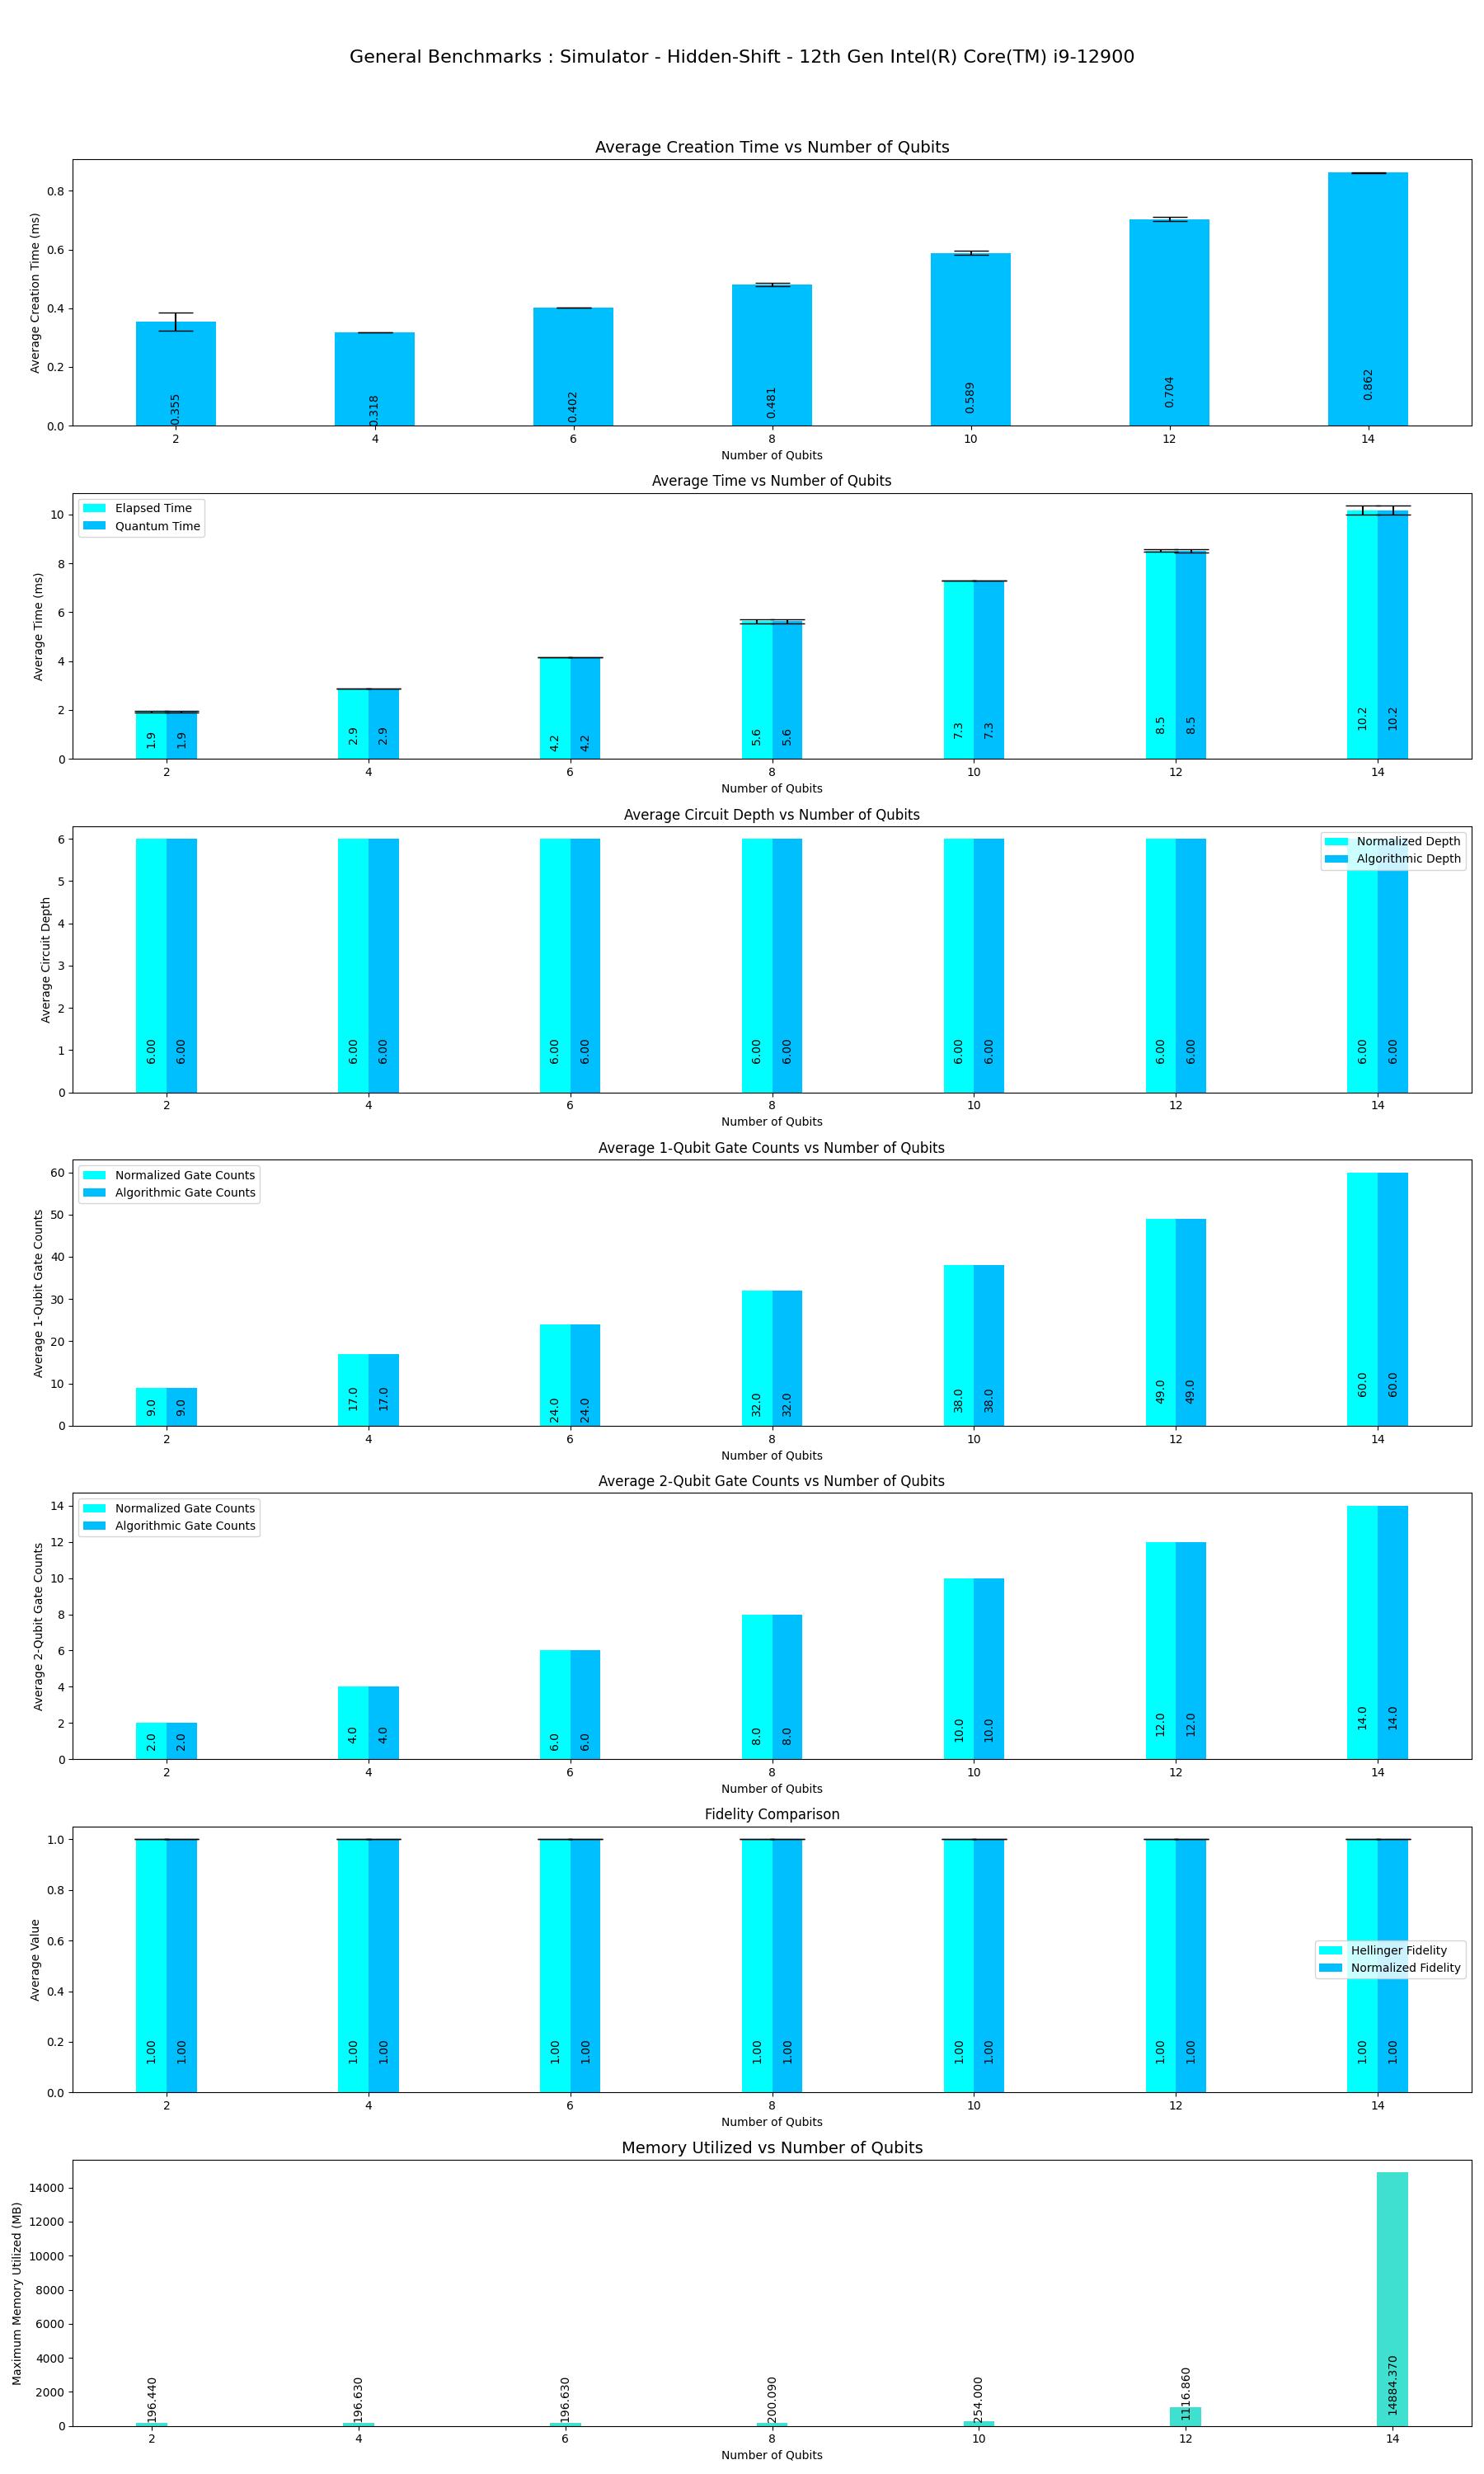 General Benchmarks : Simulator - Hidden-Shift - 12th Gen Intel(R) Core(TM) i9-12900
Average Creation Time vs Number of Qubits
Average Creation Time (ms)
0.8
0.6
0.4
0.2
0.0
0.355
0.318
0.402
0.481
0.589
0.704
0.862
2 4 6 8 10 12 14
Number of Qubits
Average Time vs Number of Qubits
Elapsed Time
Quantum Time
Average Time (ms)
10
8
6
4
2
0
1.9 1.9 2.9 2.9 4.2 4.2 5.6 5.6 7.3 7.3 8.5 8.5 10.2 10.2
2 4 6 8 10 12 14
Number of Qubits
Average Circuit Depth vs Number of Qubits
Normalized Depth
Algorithmic Depth
Average Circuit Depth
6
5
4
3
2
1
0
6.00 6.00 6.00 6.00 6.00 6.00 6.00 6.00 6.00 6.00 6.00 6.00 6.00 6.00
2 4 6 8 10 12 14
Number of Qubits
Average 1-Qubit Gate Counts vs Number of Qubits
Normalized Gate Counts
Algorithmic Gate Counts
Average 1-Qubit Gate Counts
60
50
40
30
20
10
0
9.0 9.0 17.0 17.0 24.0 24.0 32.0 32.0 38.0 38.0 49.0 49.0 60.0 60.0
2 4 6 8 10 12 14
Number of Qubits
Average 2-Qubit Gate Counts vs Number of Qubits
Normalized Gate Counts
Algorithmic Gate Counts
Average 2-Qubit Gate Counts
14
12
10
8
6
4
2
0
2.0 2.0 4.0 4.0 6.0 6.0 8.0 8.0 10.0 10.0 12.0 12.0 14.0 14.0
2 4 6 8 10 12 14
Number of Qubits
Fidelity Comparison
Hellinger Fidelity
Normalized Fidelity
Average Value
1.0
0.8
0.6
0.4
0.2
0.0
1.00 1.00 1.00 1.00 1.00 1.00 1.00 1.00 1.00 1.00 1.00 1.00 1.00 1.00
2 4 6 8 10 12 14
Number of Qubits
Memory Utilized vs Number of Qubits
Maximum Memory Utilized (MB)
14000
12000
10000
8000
6000
4000
2000
0
196.440
196.630
196.630
200.090
254.000
1116.860
14884.370
2 4 6 8 10 12 14
Number of Qubits